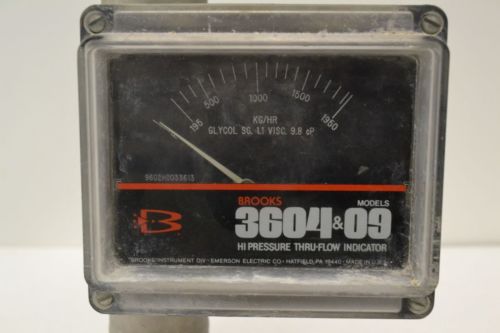 195 500 1000 1500 1950
KG/HR
GLYCOL SG. 1.1 VISC. 9.8 cP
9602H0033613
BROOKS MODELS
B 3604 & 09
HI PRESSURE THRU-FLOW INDICATOR
BROOKS INSTRUMENT DIV • EMERSON ELECTRIC CO • HATFIELD, PA 19440 • MADE IN U.S.A.